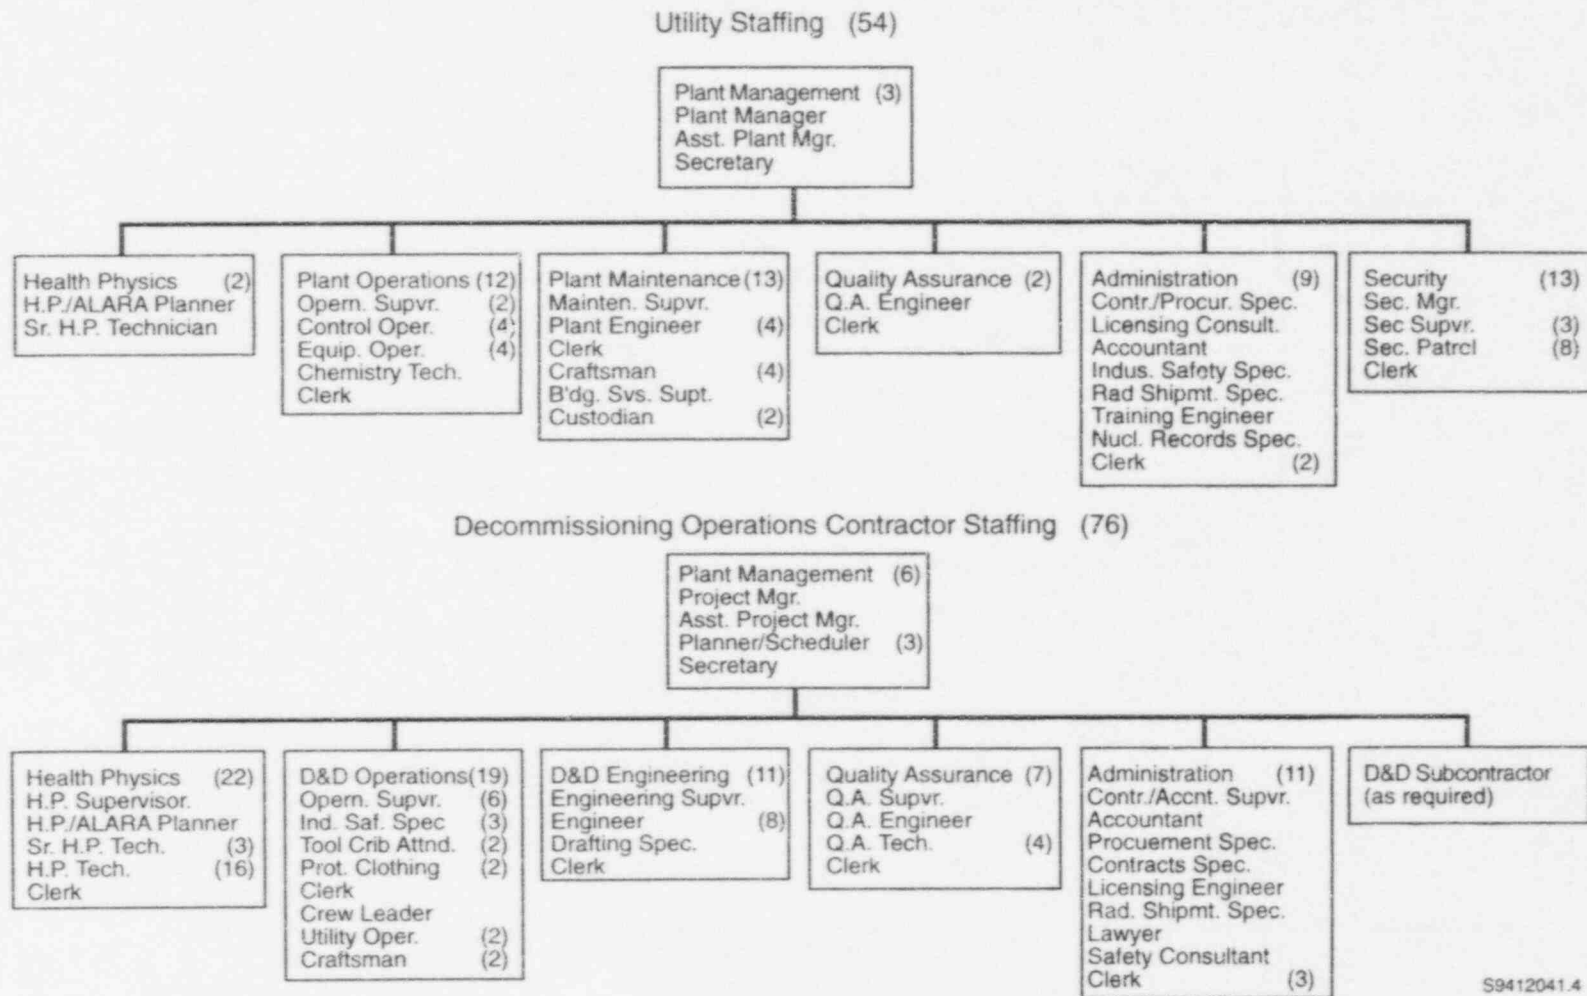 Utility Staffing (54)
Plant Management (3)
Plant Manager
Asst. Plant Mgr.
Secretary
Health Physics (2)
H.P./ALARA Planner
Sr. H.P. Technician
Plant Operations (12)
Opern. Supvr. (2)
Control Oper. (4)
Equip. Oper. (4)
Chemistry Tech.
Clerk
Plant Maintenance (13)
Mainten. Supvr.
Plant Engineer (4)
Clerk
Craftsman (4)
B'dg. Svs. Supt.
Custodian (2)
Quality Assurance (2)
Q.A. Engineer
Clerk
Administration (9)
Contr./Procur. Spec.
Licensing Consult.
Accountant
Indus. Safety Spec.
Rad Shipmt. Spec.
Training Engineer
Nucl. Records Spec.
Clerk (2)
Security (13)
Sec. Mgr.
Sec Supvr. (3)
Sec. Patrcl (8)
Clerk
Decommissioning Operations Contractor Staffing (76)
Plant Management (6)
Project Mgr.
Asst. Project Mgr.
Planner/Scheduler (3)
Secretary
Health Physics (22)
H.P. Supervisor.
H.P./ALARA Planner
Sr. H.P. Tech. (3)
H.P. Tech. (16)
Clerk
D&D Operations (19)
Opern. Supvr. (6)
Ind. Saf. Spec (3)
Tool Crib Attnd. (2)
Prot. Clothing (2)
Clerk
Crew Leader
Utility Oper. (2)
Craftsman (2)
D&D Engineering (11)
Engineering Supvr.
Engineer (8)
Drafting Spec.
Clerk
Quality Assurance (7)
Q.A. Supvr.
Q.A. Engineer
Q.A. Tech. (4)
Clerk
Administration (11)
Contr./Accnt. Supvr.
Accountant
Procuement Spec.
Contracts Spec.
Licensing Engineer
Rad. Shipmt. Spec.
Lawyer
Safety Consultant
Clerk (3)
D&D Subcontractor
(as required)
S9412041.4